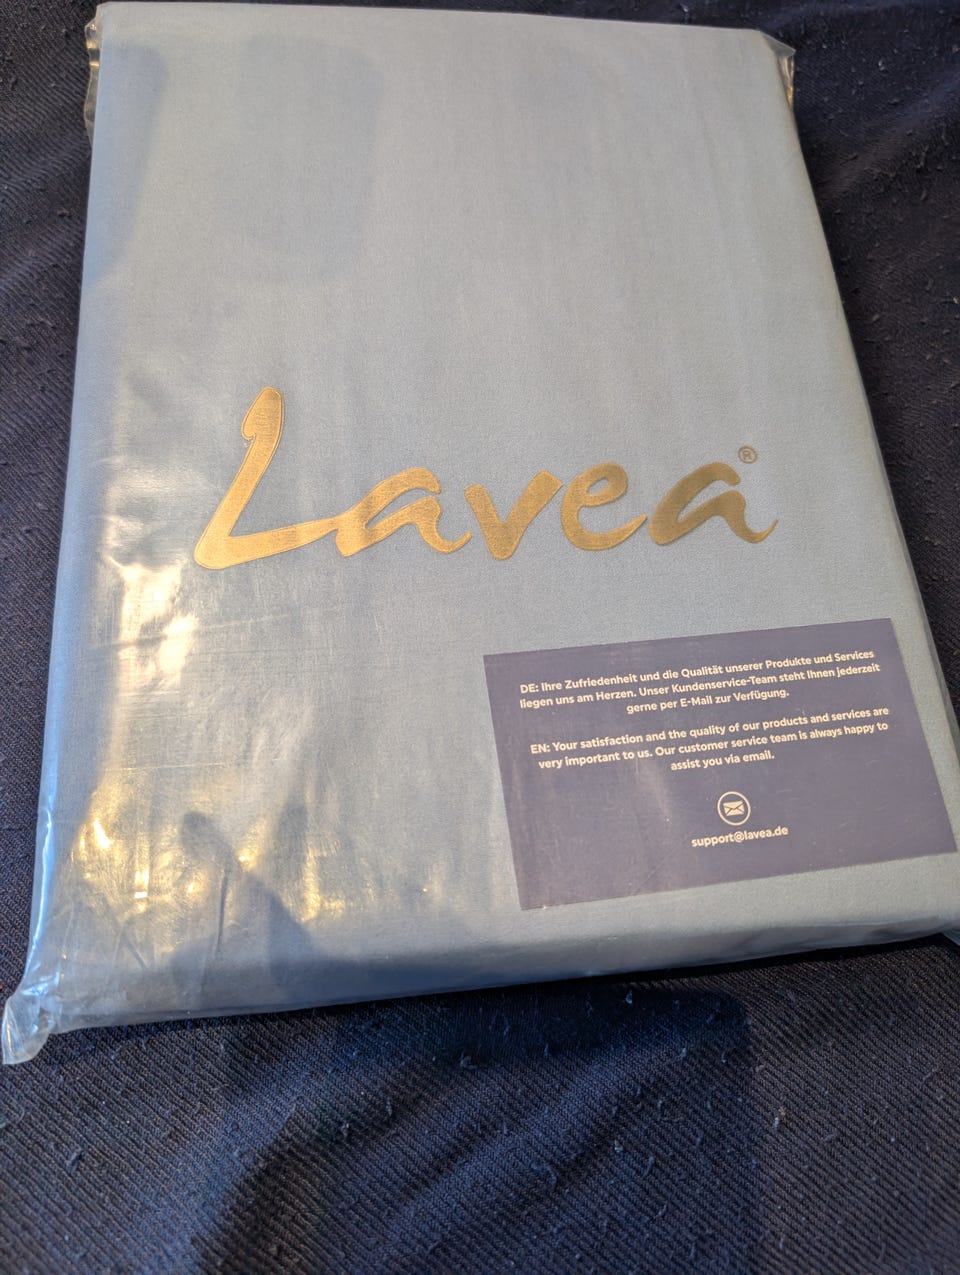 Lavea®
DE: Ihre Zufriedenheit und die Qualität unserer Produkte und Services
liegen uns am Herzen. Unser Kundenservice-Team steht Ihnen jederzeit
gerne per E-Mail zur Verfügung.
EN: Your satisfaction and the quality of our products and services are
very important to us. Our customer service team is always happy to
assist you via email.
support@lavea.de